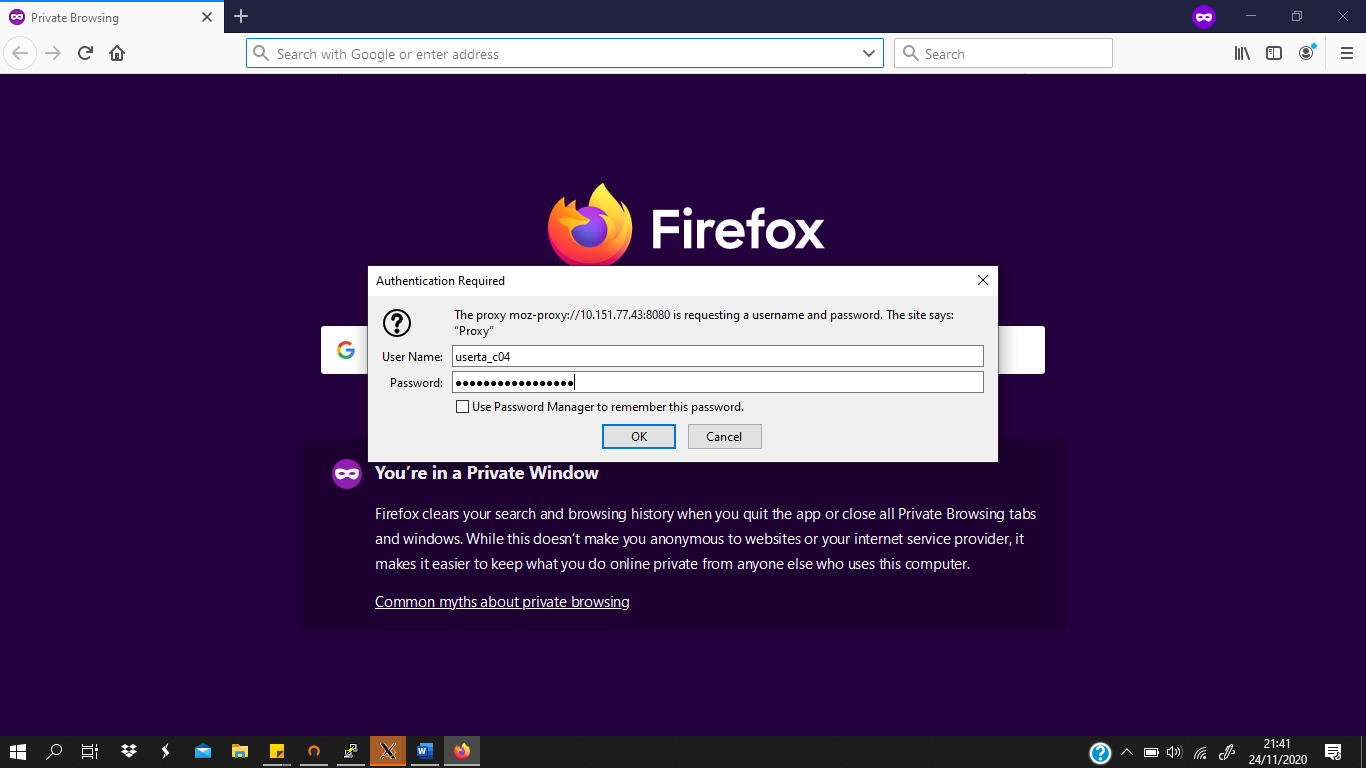 Private Browsing
Search with Google or enter address
Search
Firefox
Authentication Required
The proxy moz-proxy://10.151.77.43:8080 is requesting a username and password. The site says:
“Proxy”
User Name: userta_c04
Password: •••••••••••••••••
Use Password Manager to remember this password.
OK Cancel
You’re in a Private Window
Firefox clears your search and browsing history when you quit the app or close all Private Browsing tabs
and windows. While this doesn’t make you anonymous to websites or your internet service provider, it
makes it easier to keep what you do online private from anyone else who uses this computer.
Common myths about private browsing
21:41
24/11/2020